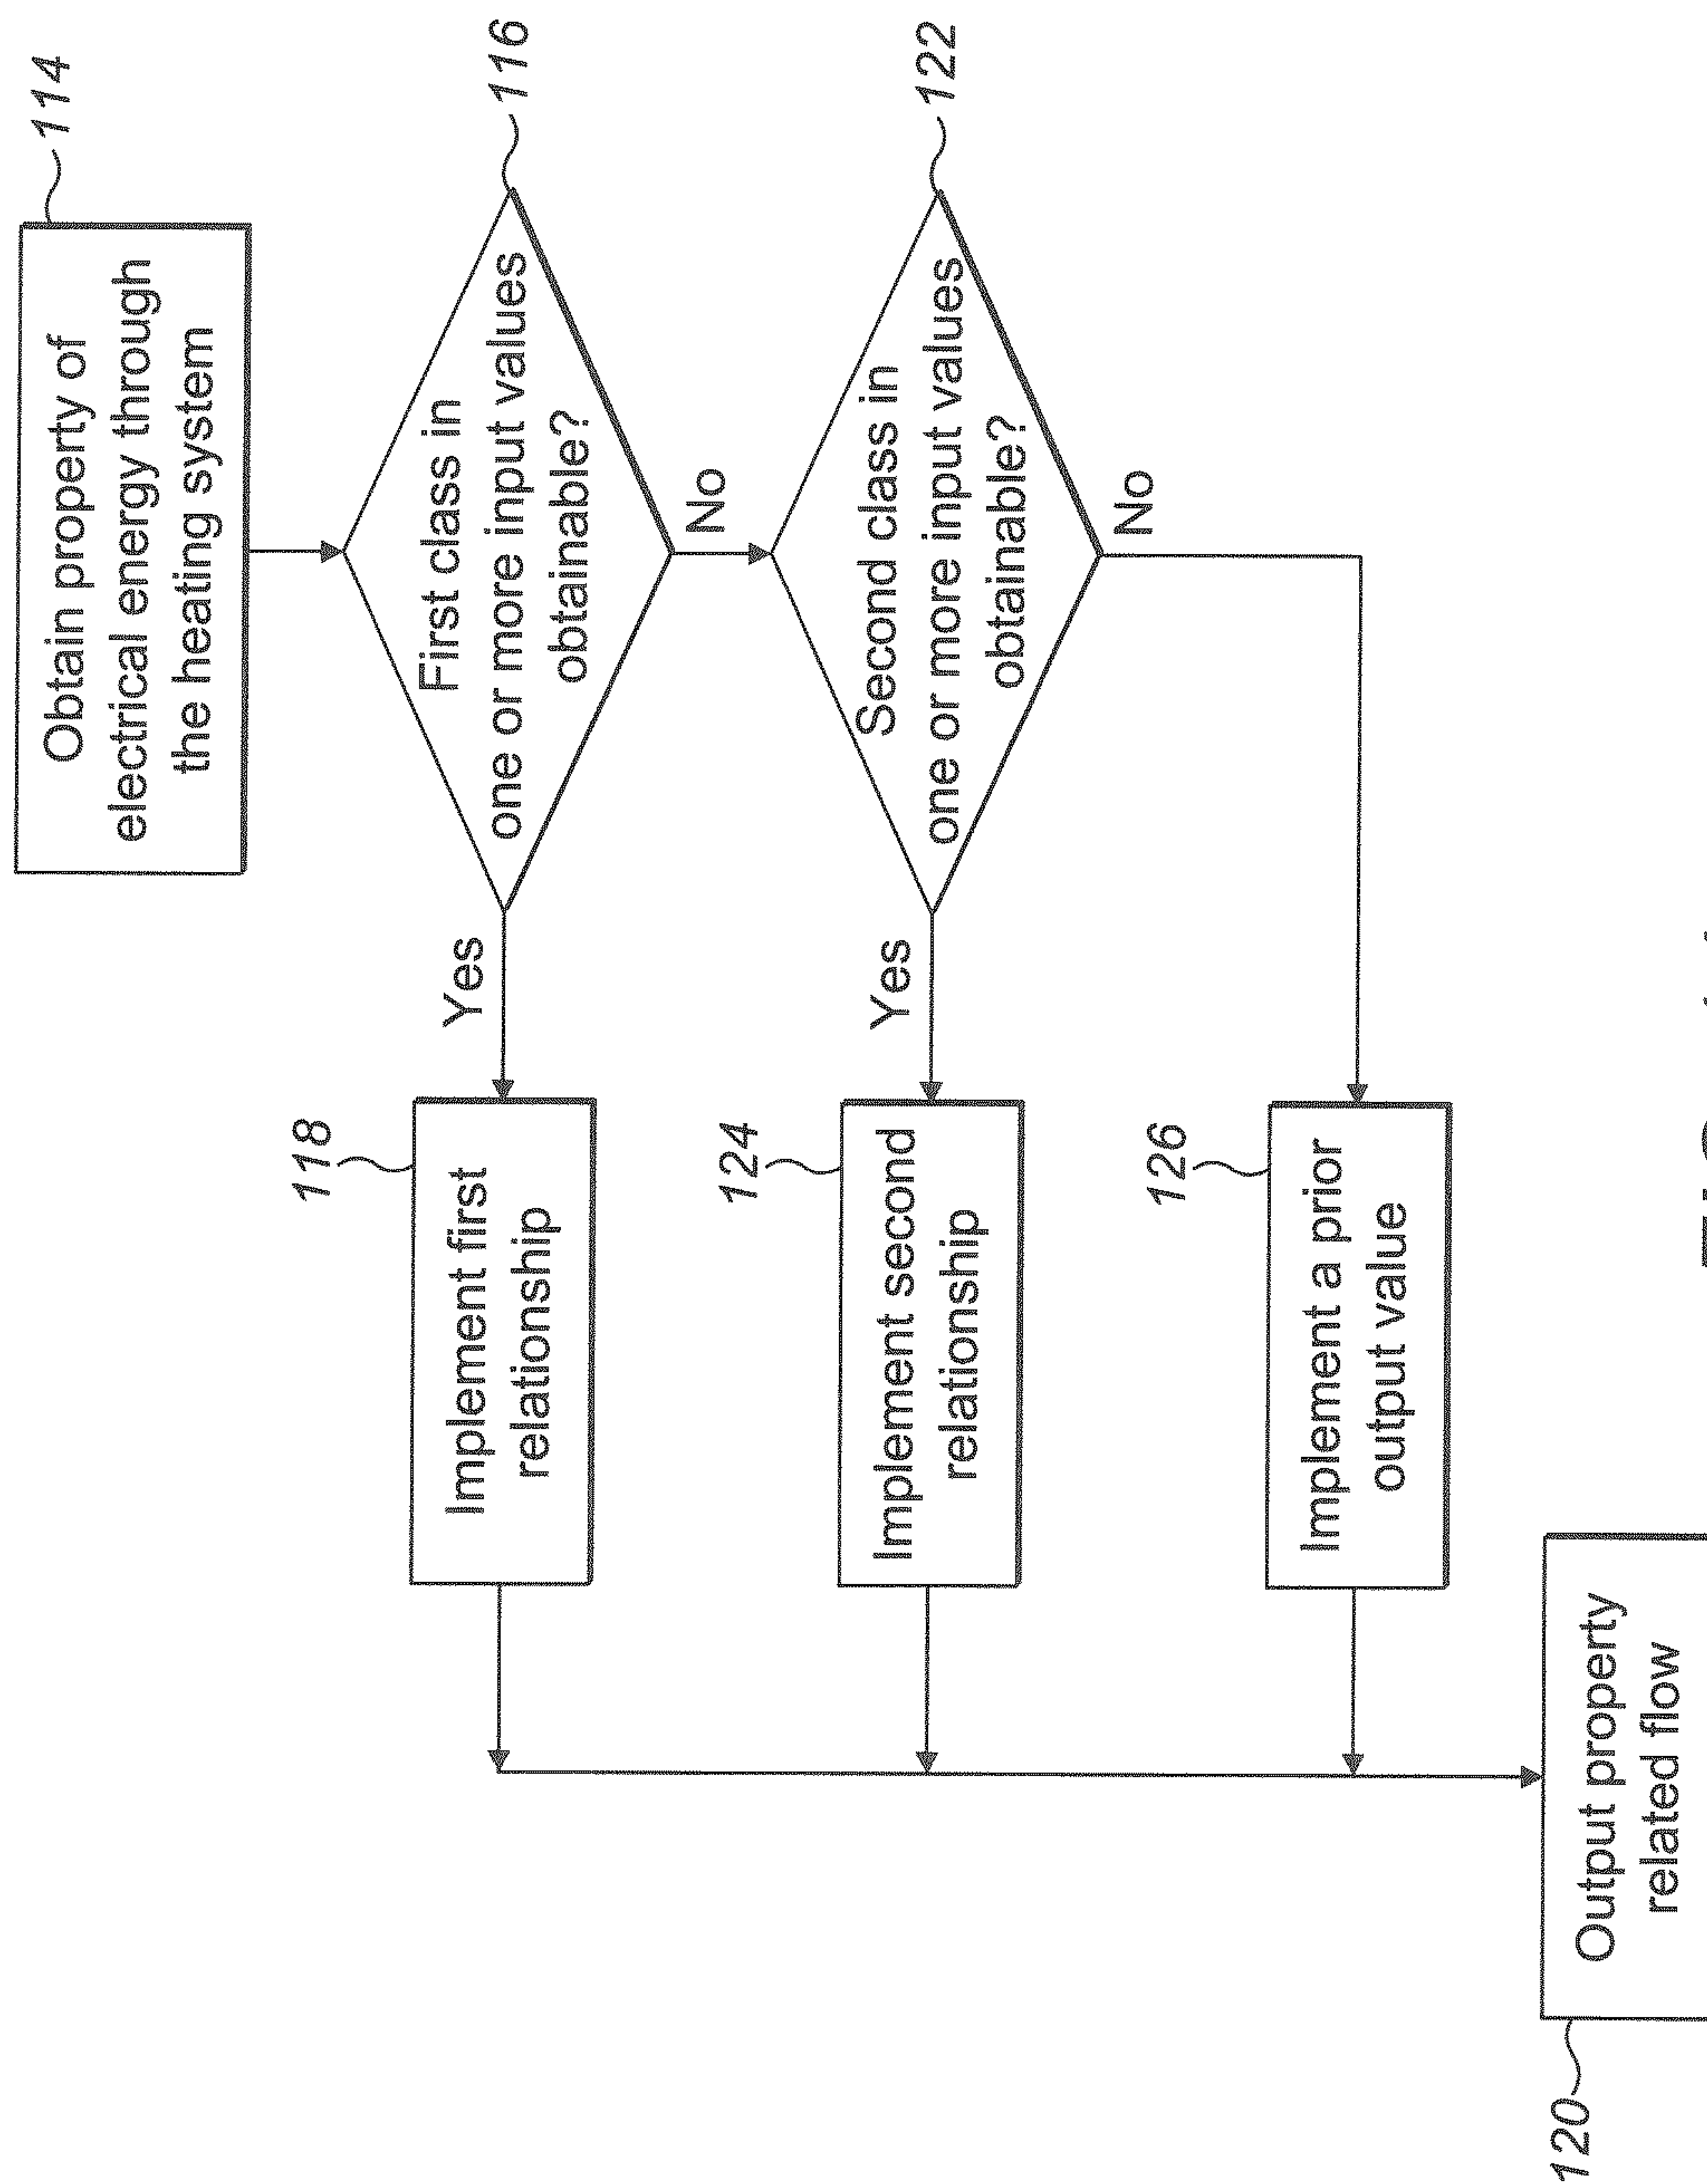 114
Obtain property of
electrical energy through
the heating system
116
First class in
one or more input values
obtainable?
Yes
No
118
Implement first
relationship
122
Second class in
one or more input values
obtainable?
Yes
No
124
Implement second
relationship
126
Implement a prior
output value
120
Output property
related flow